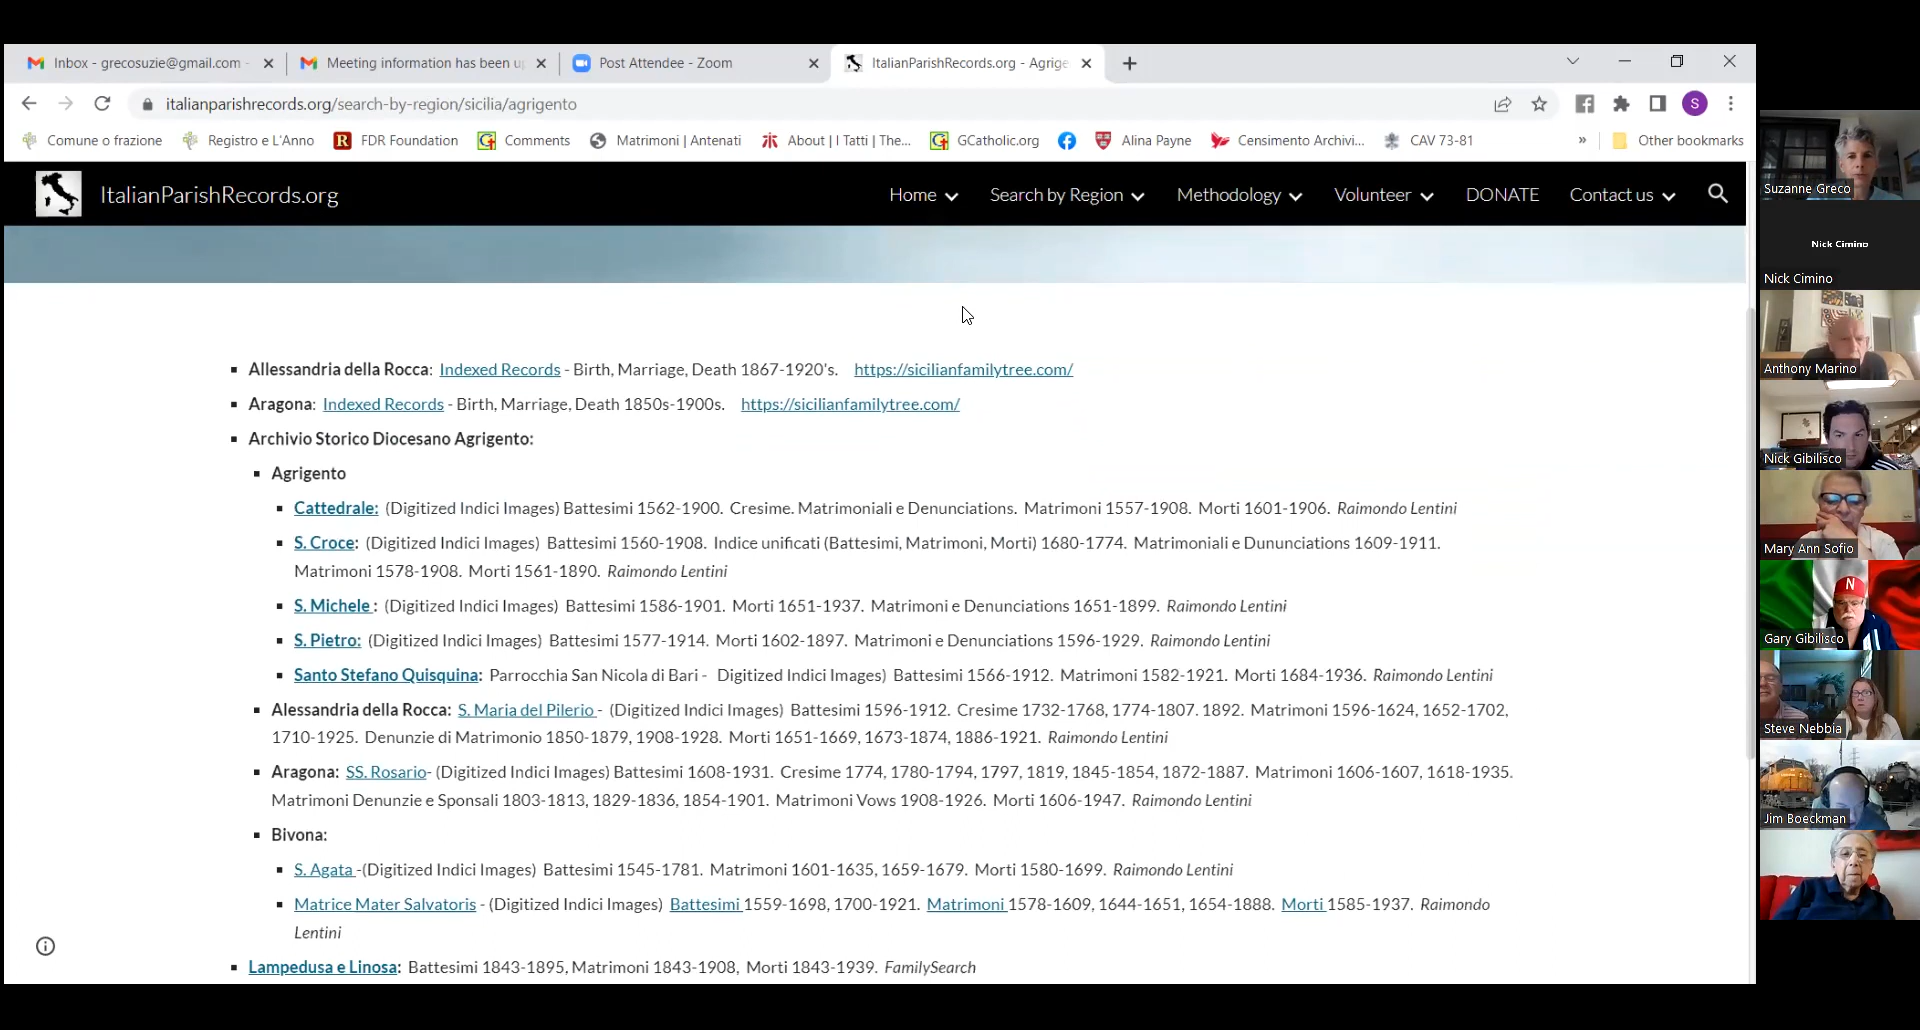 Inbox - grecosuzie@gmail.com -
Meeting information has been u
Post Attendee - Zoom
ItalianParishRecords.org - Agrige
italianparishrecords.org/search-by-region/sicilia/agrigento
S
Comune o frazione
Registro e L'Anno
R FDR Foundation
Comments
Matrimoni | Antenati
About | I Tatti | The...
GCatholic.org
Alina Payne
Censimento Archivi...
CAV 73-81
»
Other bookmarks
ItalianParishRecords.org
Home
Search by Region
Methodology
Volunteer
DONATE
Contact us
Allessandria della Rocca: Indexed Records - Birth, Marriage, Death 1867-1920's. https://sicilianfamilytree.com/
Aragona: Indexed Records - Birth, Marriage, Death 1850s-1900s. https://sicilianfamilytree.com/
Archivio Storico Diocesano Agrigento:
Agrigento
Cattedrale: (Digitized Indici Images) Battesimi 1562-1900. Cresime. Matrimoniali e Denunciations. Matrimoni 1557-1908. Morti 1601-1906. Raimondo Lentini
S. Croce: (Digitized Indici Images) Battesimi 1560-1908. Indice unificati (Battesimi, Matrimoni, Morti) 1680-1774. Matrimoniali e Dununciations 1609-1911.
Matrimoni 1578-1908. Morti 1561-1890. Raimondo Lentini
S. Michele : (Digitized Indici Images) Battesimi 1586-1901. Morti 1651-1937. Matrimoni e Denunciations 1651-1899. Raimondo Lentini
S. Pietro: (Digitized Indici Images) Battesimi 1577-1914. Morti 1602-1897. Matrimoni e Denunciations 1596-1929. Raimondo Lentini
Santo Stefano Quisquina: Parrocchia San Nicola di Bari - Digitized Indici Images) Battesimi 1566-1912. Matrimoni 1582-1921. Morti 1684-1936. Raimondo Lentini
Alessandria della Rocca: S. Maria del Pilerio - (Digitized Indici Images) Battesimi 1596-1912. Cresime 1732-1768, 1774-1807. 1892. Matrimoni 1596-1624, 1652-1702,
1710-1925. Denunzie di Matrimonio 1850-1879, 1908-1928. Morti 1651-1669, 1673-1874, 1886-1921. Raimondo Lentini
Aragona: SS. Rosario- (Digitized Indici Images) Battesimi 1608-1931. Cresime 1774, 1780-1794, 1797, 1819, 1845-1854, 1872-1887. Matrimoni 1606-1607, 1618-1935.
Matrimoni Denunzie e Sponsali 1803-1813, 1829-1836, 1854-1901. Matrimoni Vows 1908-1926. Morti 1606-1947. Raimondo Lentini
Bivona:
S. Agata -(Digitized Indici Images) Battesimi 1545-1781. Matrimoni 1601-1635, 1659-1679. Morti 1580-1699. Raimondo Lentini
Matrice Mater Salvatoris - (Digitized Indici Images) Battesimi 1559-1698, 1700-1921. Matrimoni 1578-1609, 1644-1651, 1654-1888. Morti 1585-1937. Raimondo
Lentini
Lampedusa e Linosa: Battesimi 1843-1895, Matrimoni 1843-1908, Morti 1843-1939. FamilySearch
Suzanne Greco
Nick Cimino
Nick Cimino
Anthony Marino
Nick Gibilisco
Mary Ann Sofio
N
Gary Gibilisco
Steve Nebbia
Jim Boeckman